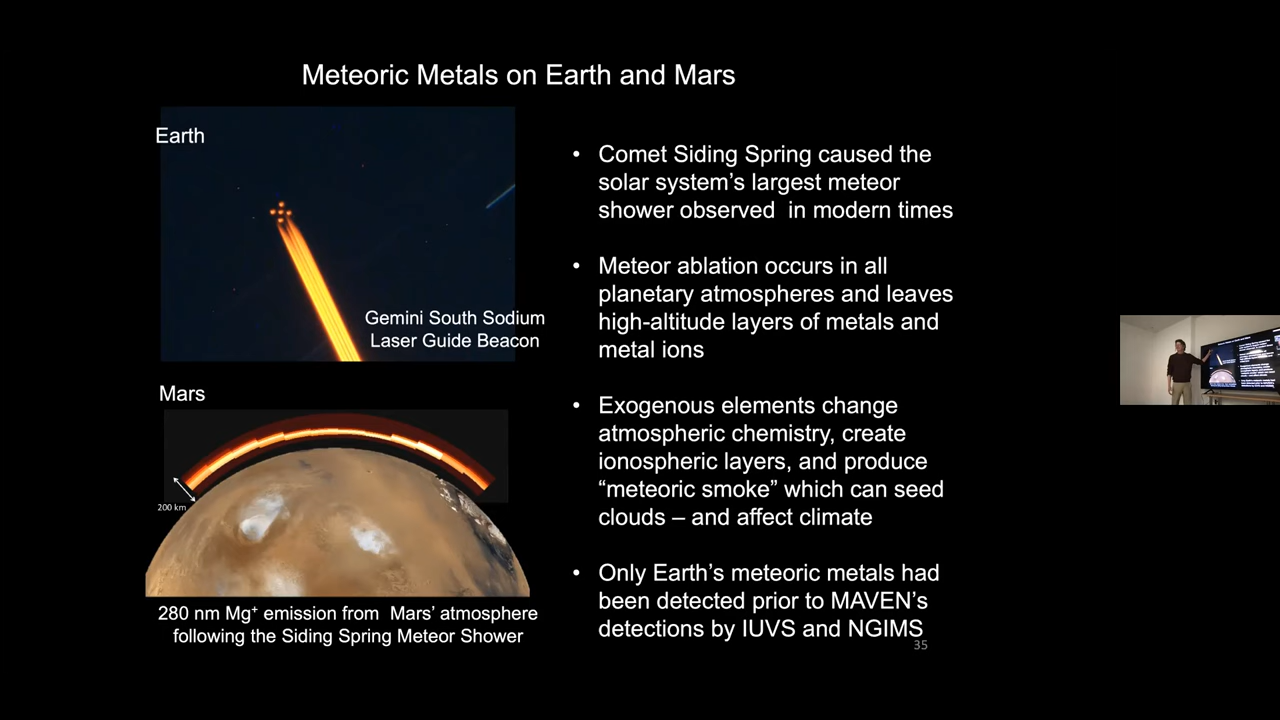 Meteoric Metals on Earth and Mars
Earth
Gemini South Sodium
Laser Guide Beacon
Mars
200 km
280 nm Mg⁺ emission from Mars’ atmosphere
following the Siding Spring Meteor Shower
• Comet Siding Spring caused the
solar system’s largest meteor
shower observed in modern times
• Meteor ablation occurs in all
planetary atmospheres and leaves
high-altitude layers of metals and
metal ions
• Exogenous elements change
atmospheric chemistry, create
ionospheric layers, and produce
“meteoric smoke” which can seed
clouds – and affect climate
• Only Earth’s meteoric metals had
been detected prior to MAVEN’s
detections by IUVS and NGIMS
35